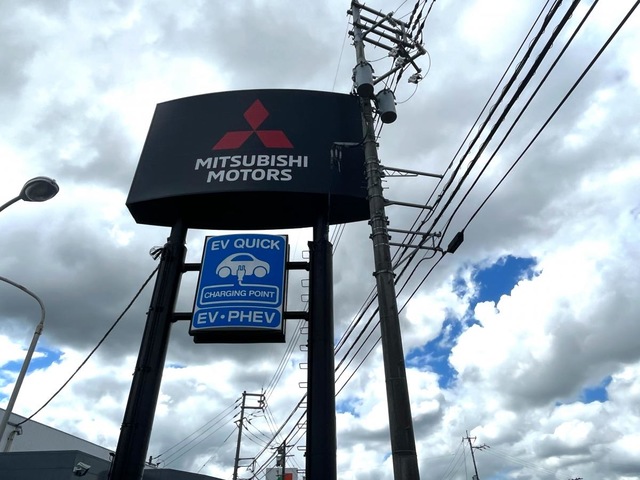 MITSUBISHI
MOTORS
EV QUICK
CHARGING POINT
EV・PHEV